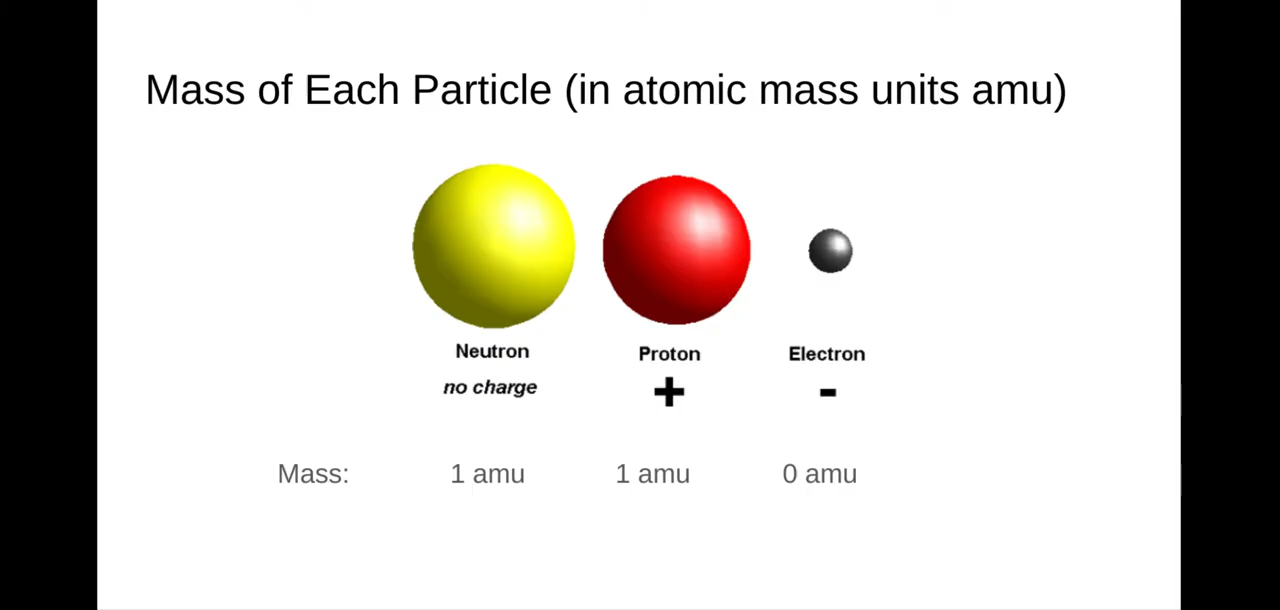 Mass of Each Particle (in atomic mass units amu)
Neutron Proton Electron
no charge + -
Mass: 1 amu 1 amu 0 amu